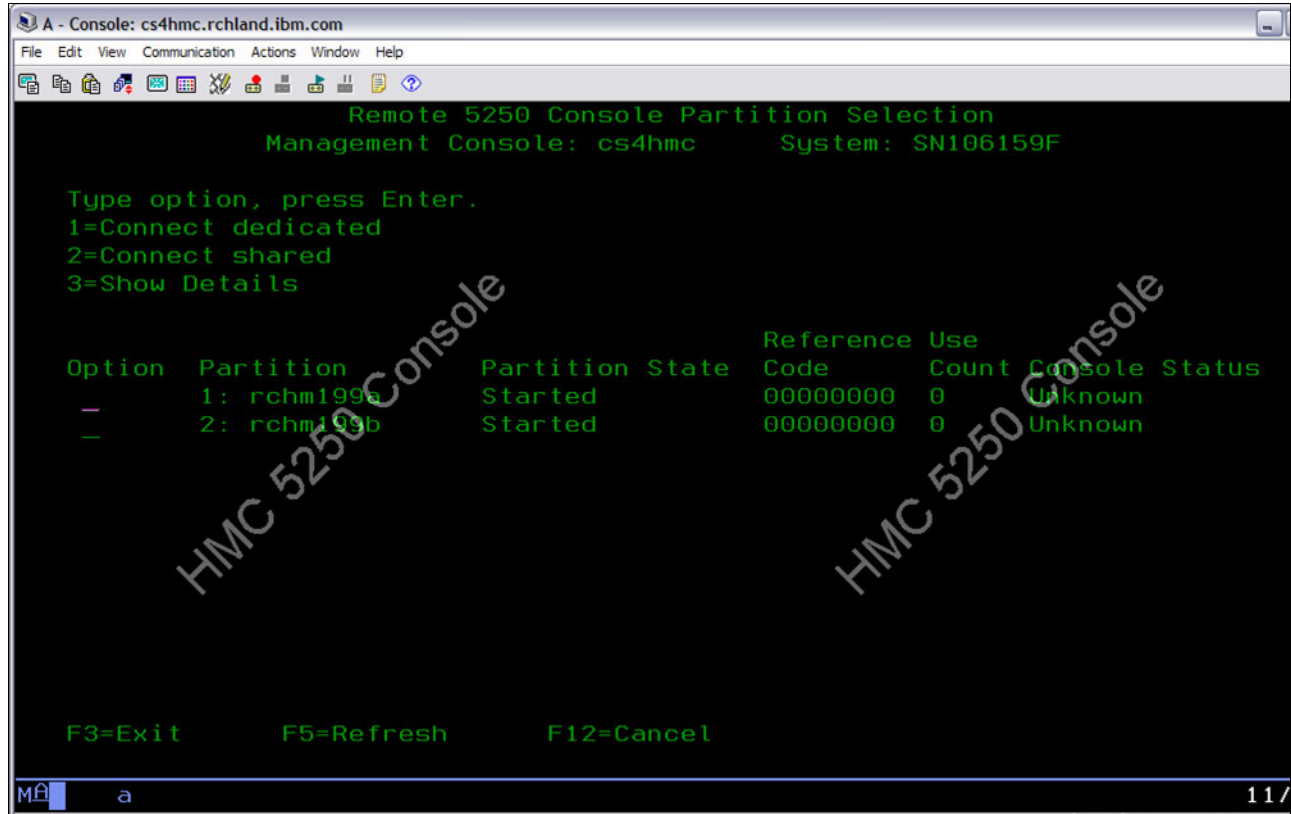 A - Console: cs4hmc.rchland.ibm.com
File Edit View Communication Actions Window Help
Remote 5250 Console Partition Selection
Management Console: cs4hmc System: SN106159F
Type option, press Enter.
1=Connect dedicated
2=Connect shared
3=Show Details
Reference Use
Option Partition Partition State Code Count Console Status
_ 1: rchm199a Started 00000000 0 Unknown
_ 2: rchm199b Started 00000000 0 Unknown
HMC 5250 Console
HMC 5250 Console
F3=Exit F5=Refresh F12=Cancel
MA a 11/